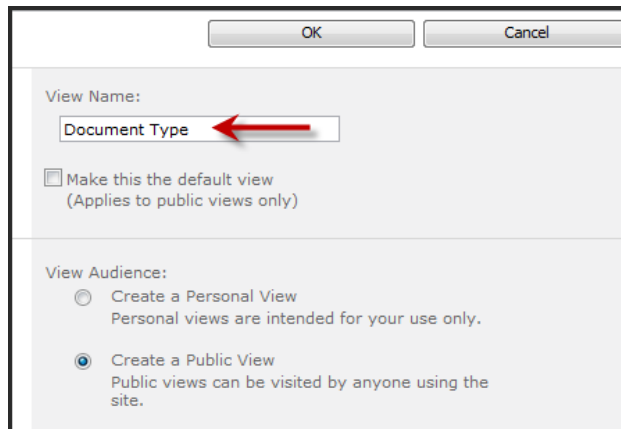 OK Cancel
View Name:
Document Type
Make this the default view
(Applies to public views only)
View Audience:
Create a Personal View
Personal views are intended for your use only.
Create a Public View
Public views can be visited by anyone using the
site.